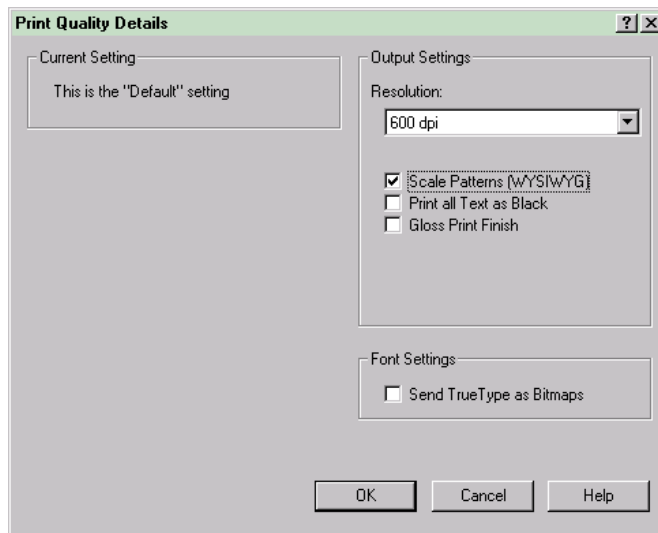 Print Quality Details
Current Setting
This is the "Default" setting
Output Settings
Resolution:
600 dpi
Scale Patterns (WYSIWYG)
Print all Text as Black
Gloss Print Finish
Font Settings
Send TrueType as Bitmaps
OK
Cancel
Help